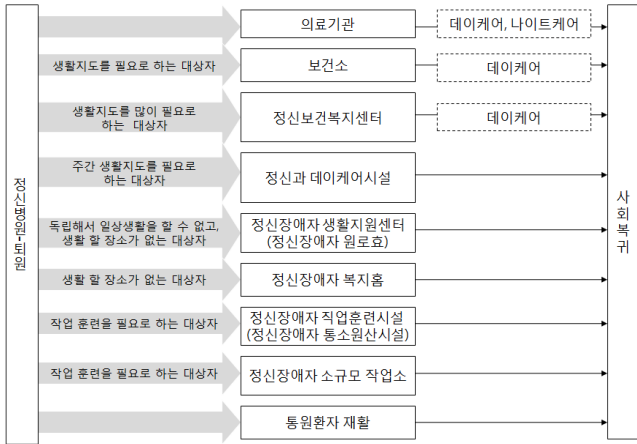 정신병원퇴원
의료기관
데이케어, 나이트케어
생활지도를 필요로 하는 대상자
보건소
데이케어
생활지도를 많이 필요로
하는 대상자
정신보건복지센터
데이케어
주간 생활지도를 필요로
하는 대상자
정신과 데이케어시설
독립해서 일상생활을 할 수 없고,
생활 할 장소가 없는 대상자
정신장애자 생활지원센터
(정신장애자 원로효)
생활 할 장소가 없는 대상자
정신장애자 복지홈
작업 훈련을 필요로 하는 대상자
정신장애자 직업훈련시설
(정신장애자 통소원산시설)
작업 훈련을 필요로 하는 대상자
정신장애자 소규모 작업소
통원환자 재활
사회복귀